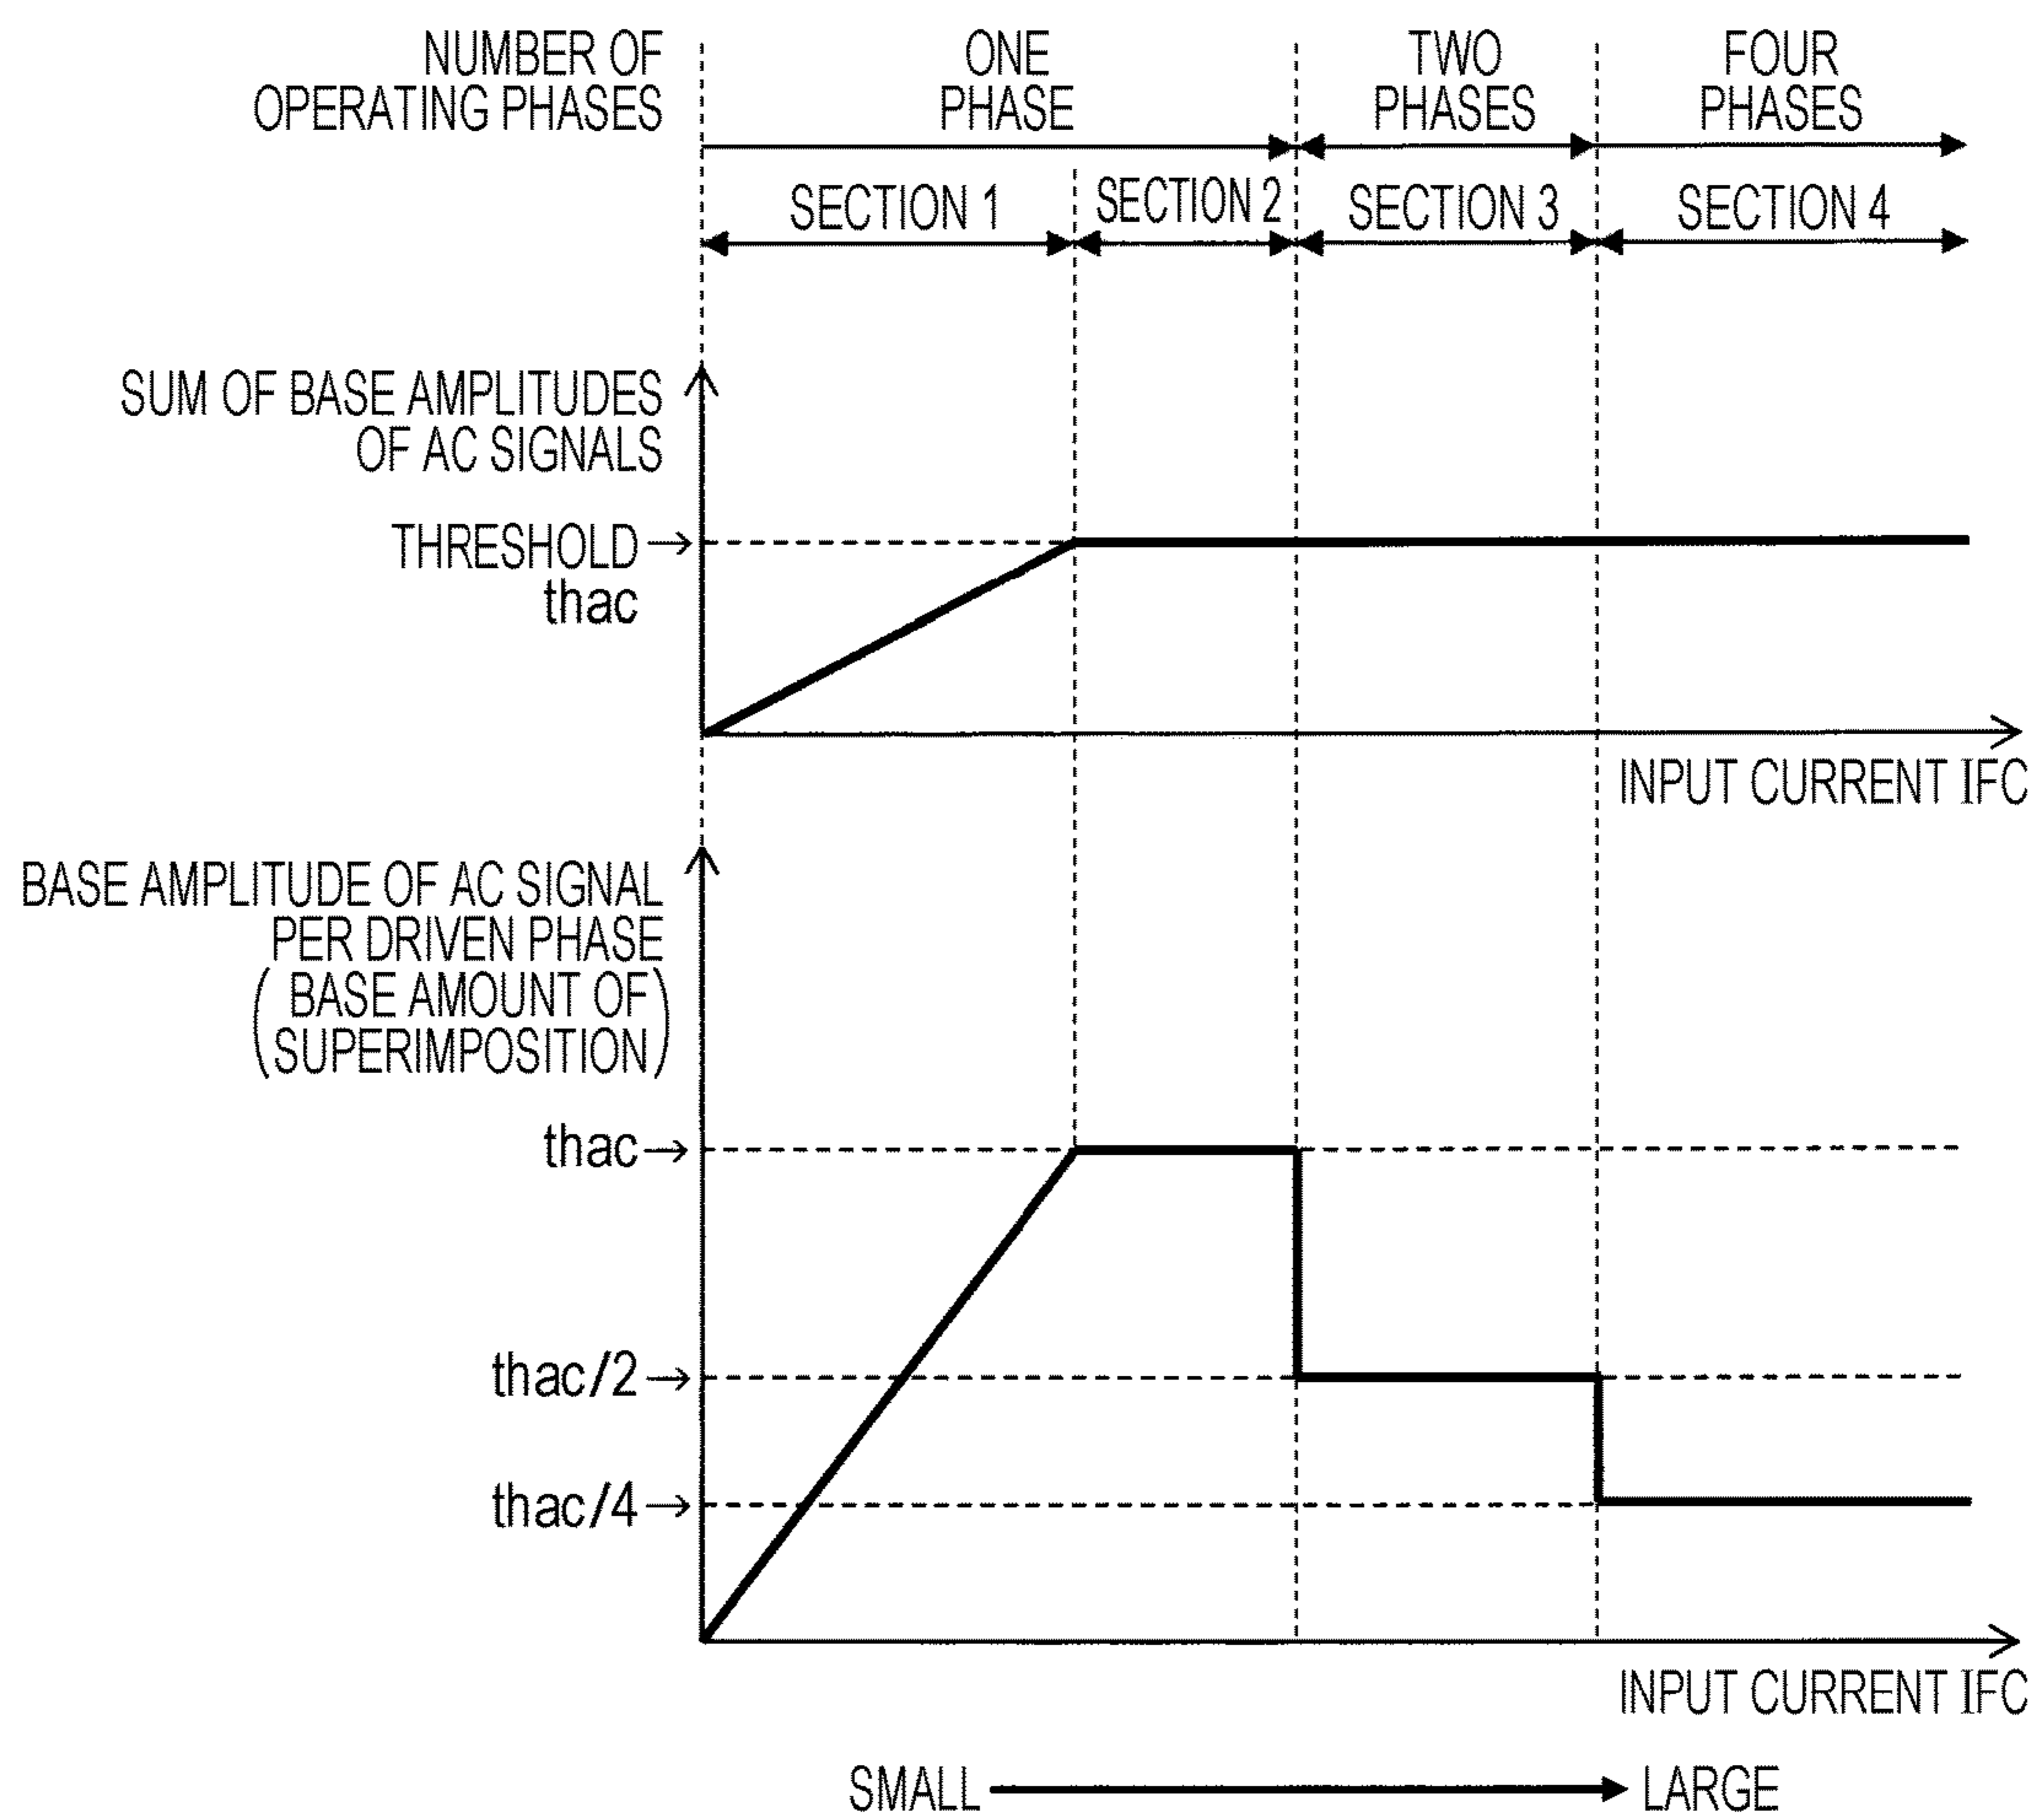 NUMBER OF
OPERATING PHASES
ONE
PHASE
TWO
PHASES
FOUR
PHASES
SECTION 1
SECTION 2
SECTION 3
SECTION 4
SUM OF BASE AMPLITUDES
OF AC SIGNALS
THRESHOLD
thac
INPUT CURRENT IFC
BASE AMPLITUDE OF AC SIGNAL
PER DRIVEN PHASE
(BASE AMOUNT OF
SUPERIMPOSITION)
thac
thac/2
thac/4
INPUT CURRENT IFC
SMALL
LARGE